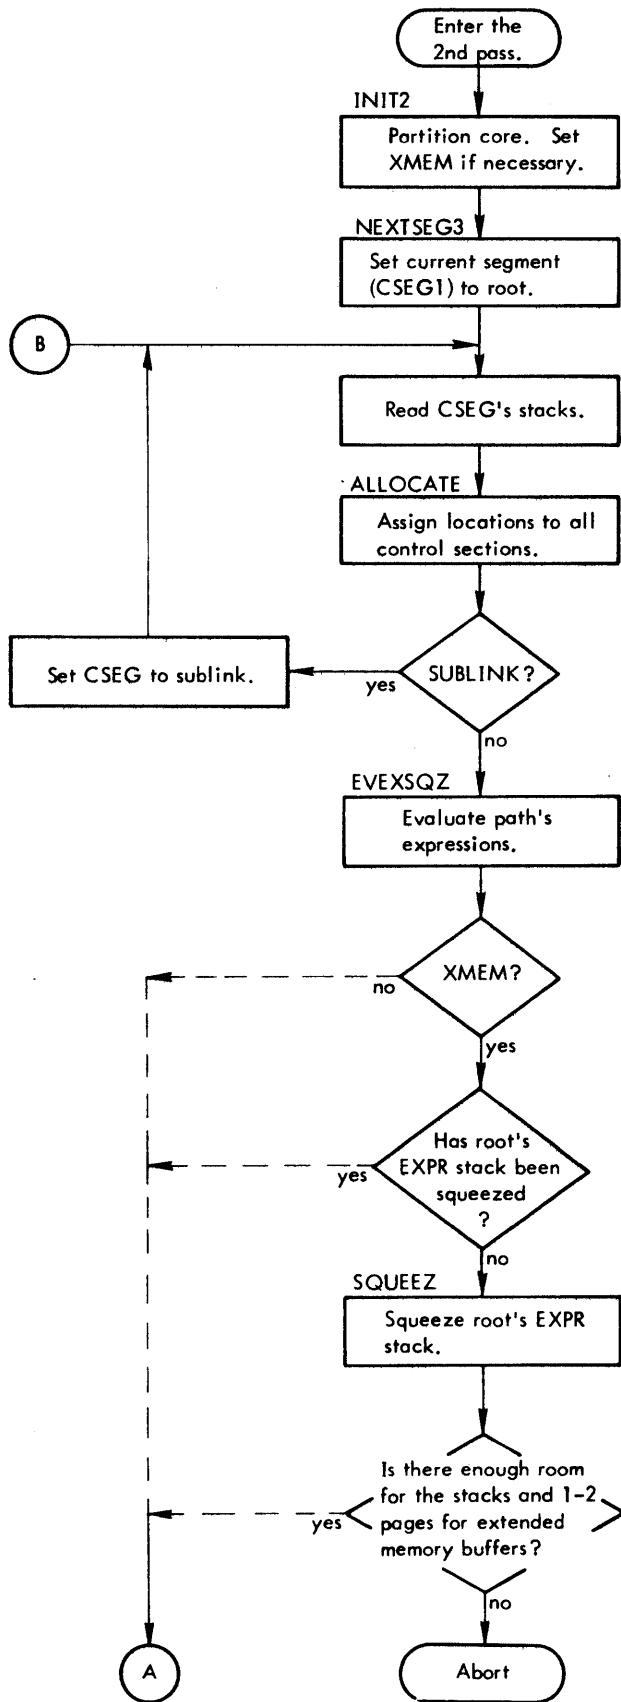 Enter the
2nd pass.
INIT2
Partition core. Set
XMEM if necessary.
NEXTSEG3
Set current segment
(CSEG1) to root.
B
Read CSEG's stacks.
ALLOCATE
Assign locations to all
control sections.
Set CSEG to sublink.
yes
SUBLINK?
no
EVEXSQZ
Evaluate path's
expressions.
XMEM?
no
yes
Has root's
EXPR stack been
squeezed
?
yes
no
SQUEEZ
Squeeze root's EXPR
stack.
Is there enough room
for the stacks and 1-2
pages for extended
memory buffers?
yes
no
A
Abort